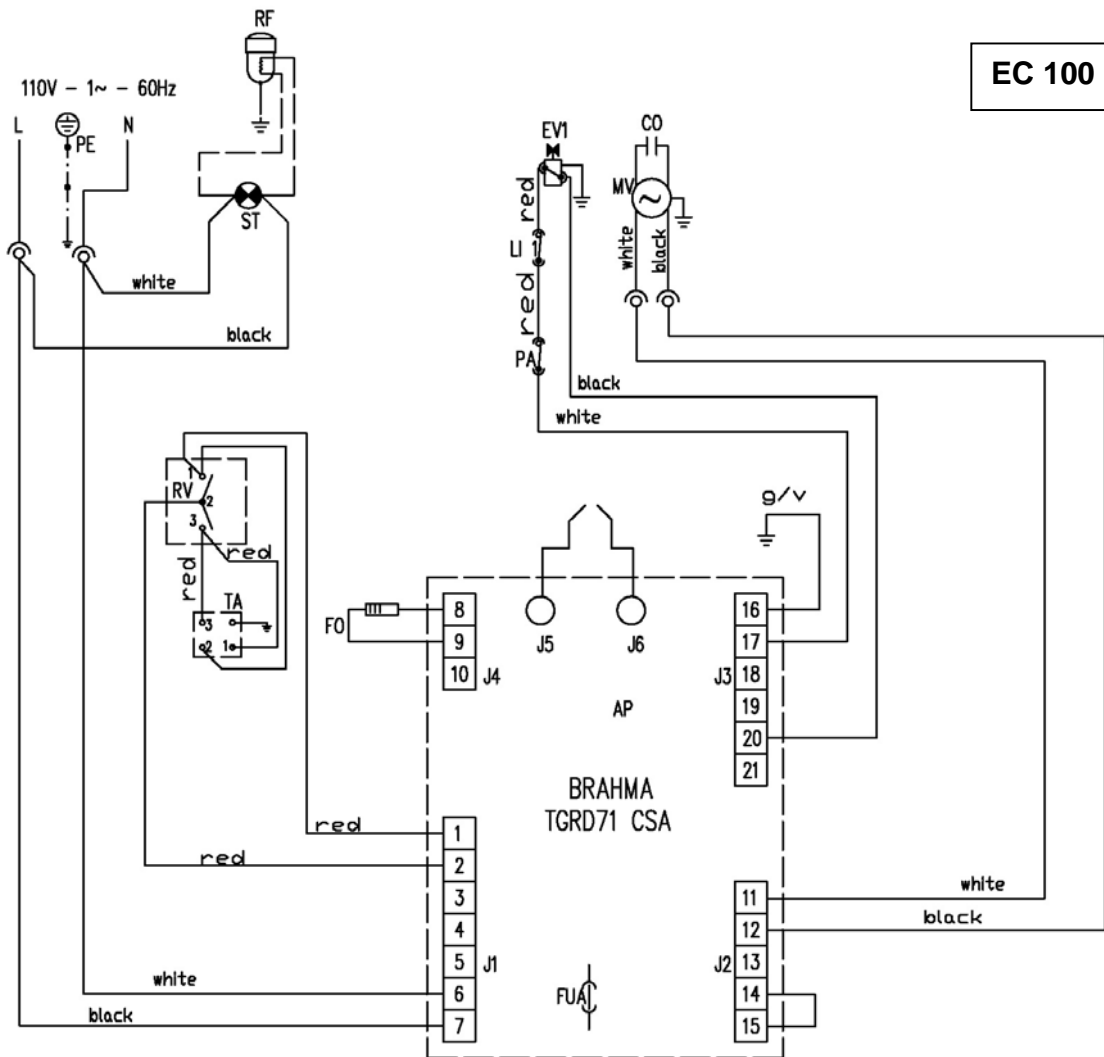 RF
EC 100
110V - 1~ - 60Hz
L
PE
N
ST
white
black
EV1
CO
MV
red
LI 1
white
black
red
PA
black
white
1
RV
2
3
red
red
TA
3
2
1
g/v
FO
8
9
10
J4
J5
J6
16
17
18
19
20
21
J3
AP
BRAHMA
TGRD71 CSA
red
red
1
2
3
4
5
6
7
J1
white
black
FUA
11
12
13
14
15
J2
white
black